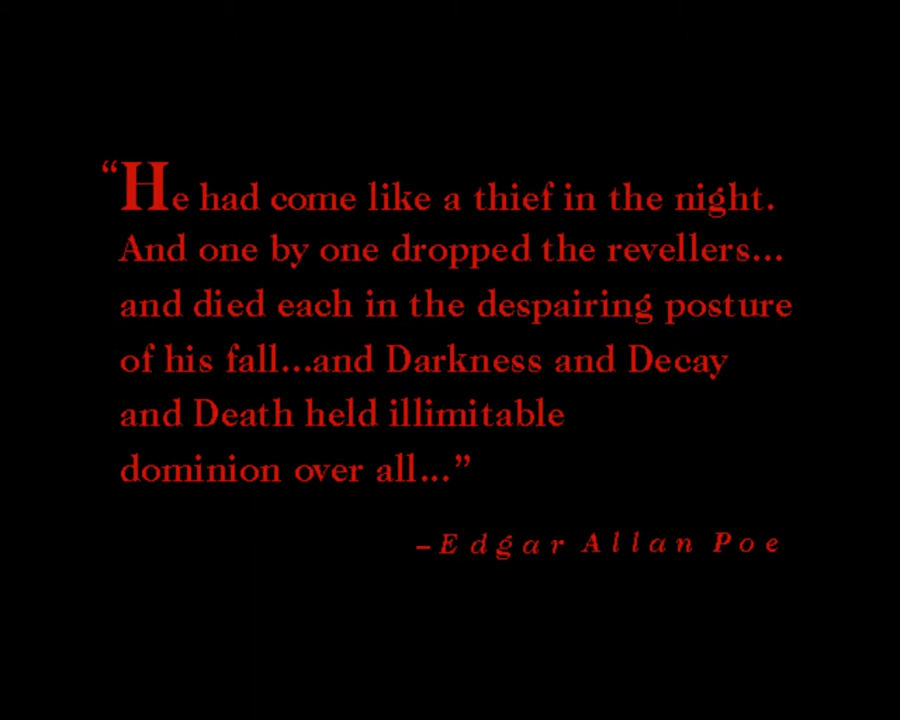 “He had come like a thief in the night.
And one by one dropped the revellers...
and died each in the despairing posture
of his fall...and Darkness and Decay
and Death held illimitable
dominion over all...”
–Edgar Allan Poe